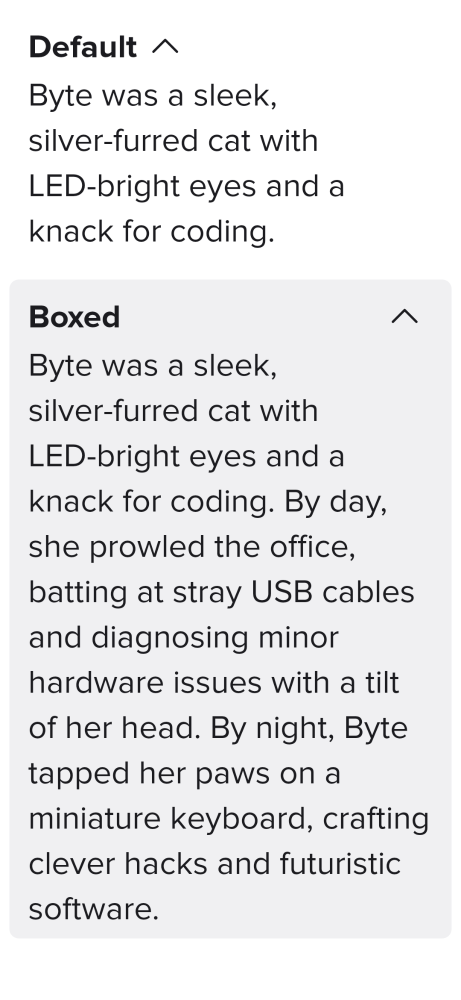 Default
Byte was a sleek,
silver-furred cat with
LED-bright eyes and a
knack for coding.
Boxed
Byte was a sleek,
silver-furred cat with
LED-bright eyes and a
knack for coding. By day,
she prowled the office,
batting at stray USB cables
and diagnosing minor
hardware issues with a tilt
of her head. By night, Byte
tapped her paws on a
miniature keyboard, crafting
clever hacks and futuristic
software.